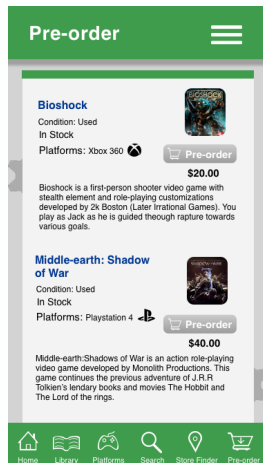 Pre-order
Bioshock
Condition: Used
In Stock
Platforms: Xbox 360
BIOSHOCK
Pre-order
$20.00
Bioshock is a first-person shooter video game with
stealth element and role-playing customizations
developed by 2k Boston (Later Irrational Games). You
play as Jack as he is guided theough rapture towards
various goals.
Middle-earth: Shadow
of War
Condition: Used
In Stock
Platforms: Playstation 4
Pre-order
$40.00
Middle-earth:Shadows of War is an action role-playing
video game developed by Monolith Productions. This
game continues the previous adventure of J.R.R
Tolkien's lendary books and movies The Hobbit and
The Lord of the rings.
Home Library Platforms Search Store Finder Pre-order